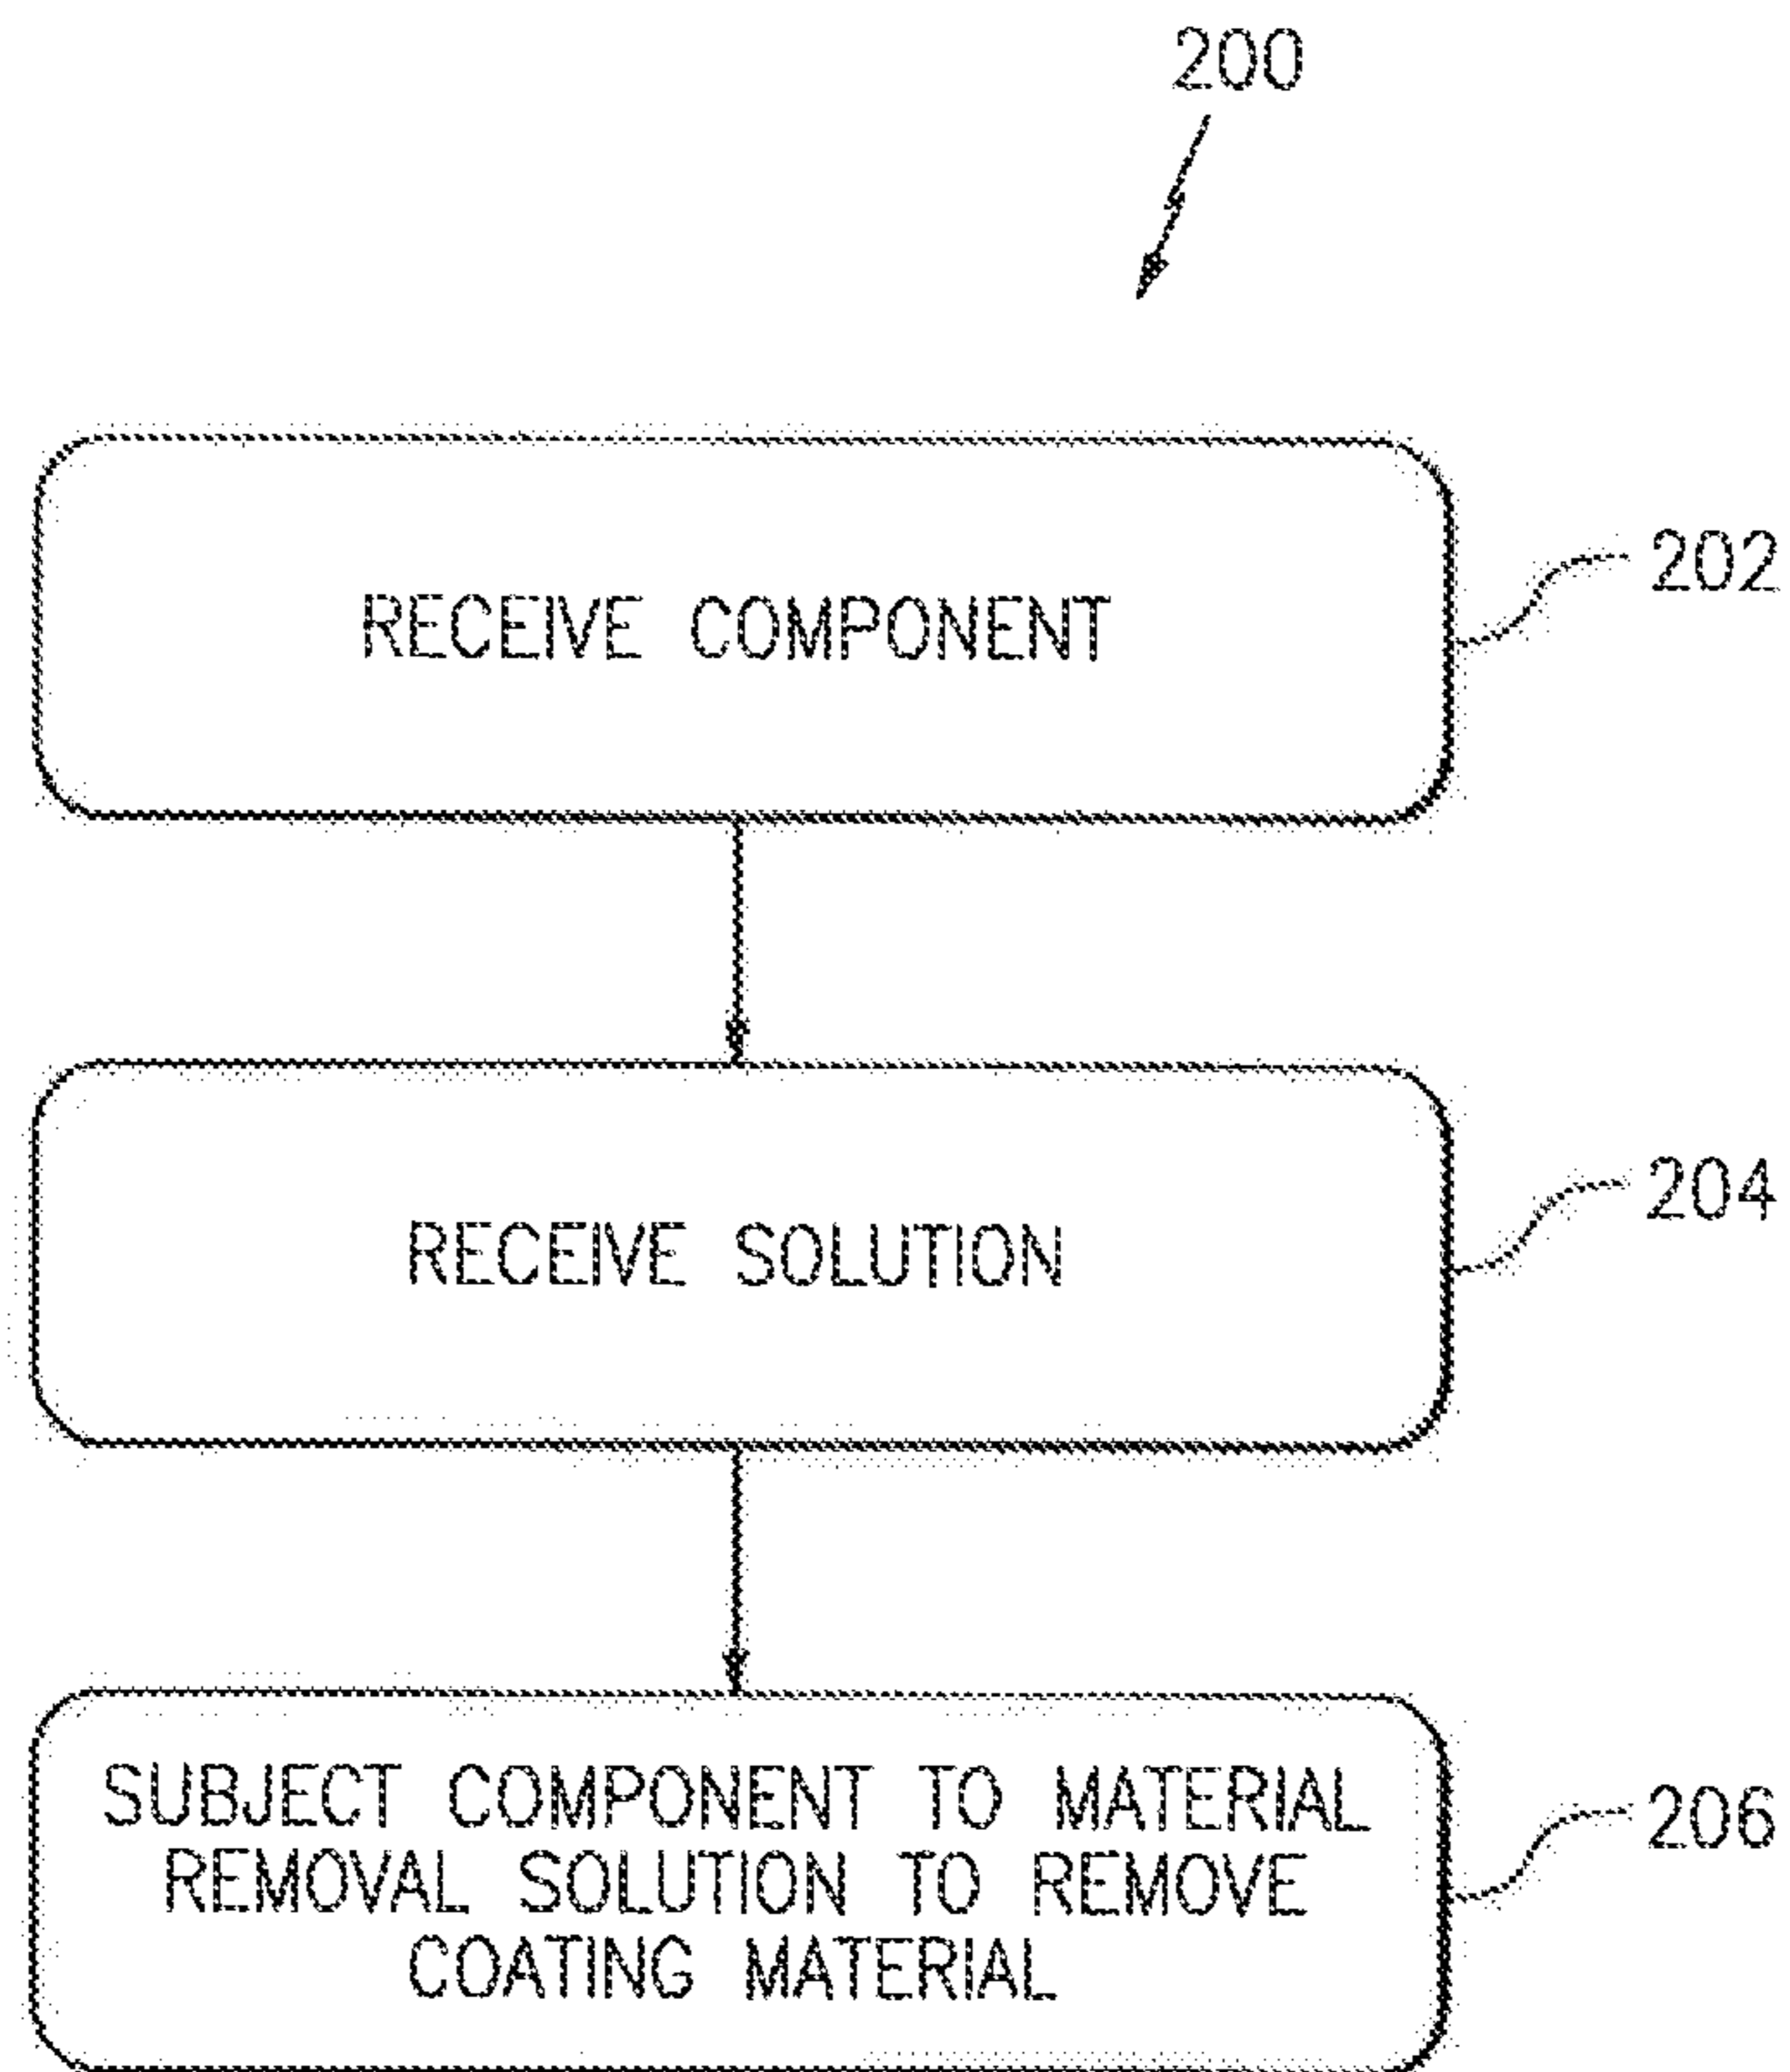 200
RECEIVE COMPONENT
202
RECEIVE SOLUTION
204
SUBJECT COMPONENT TO MATERIAL
REMOVAL SOLUTION TO REMOVE
COATING MATERIAL
206